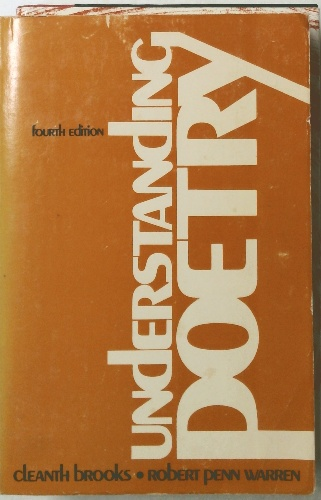 fourth edition
UNDERSTANDING
POETRY
cleanth brooks • robert penn warren